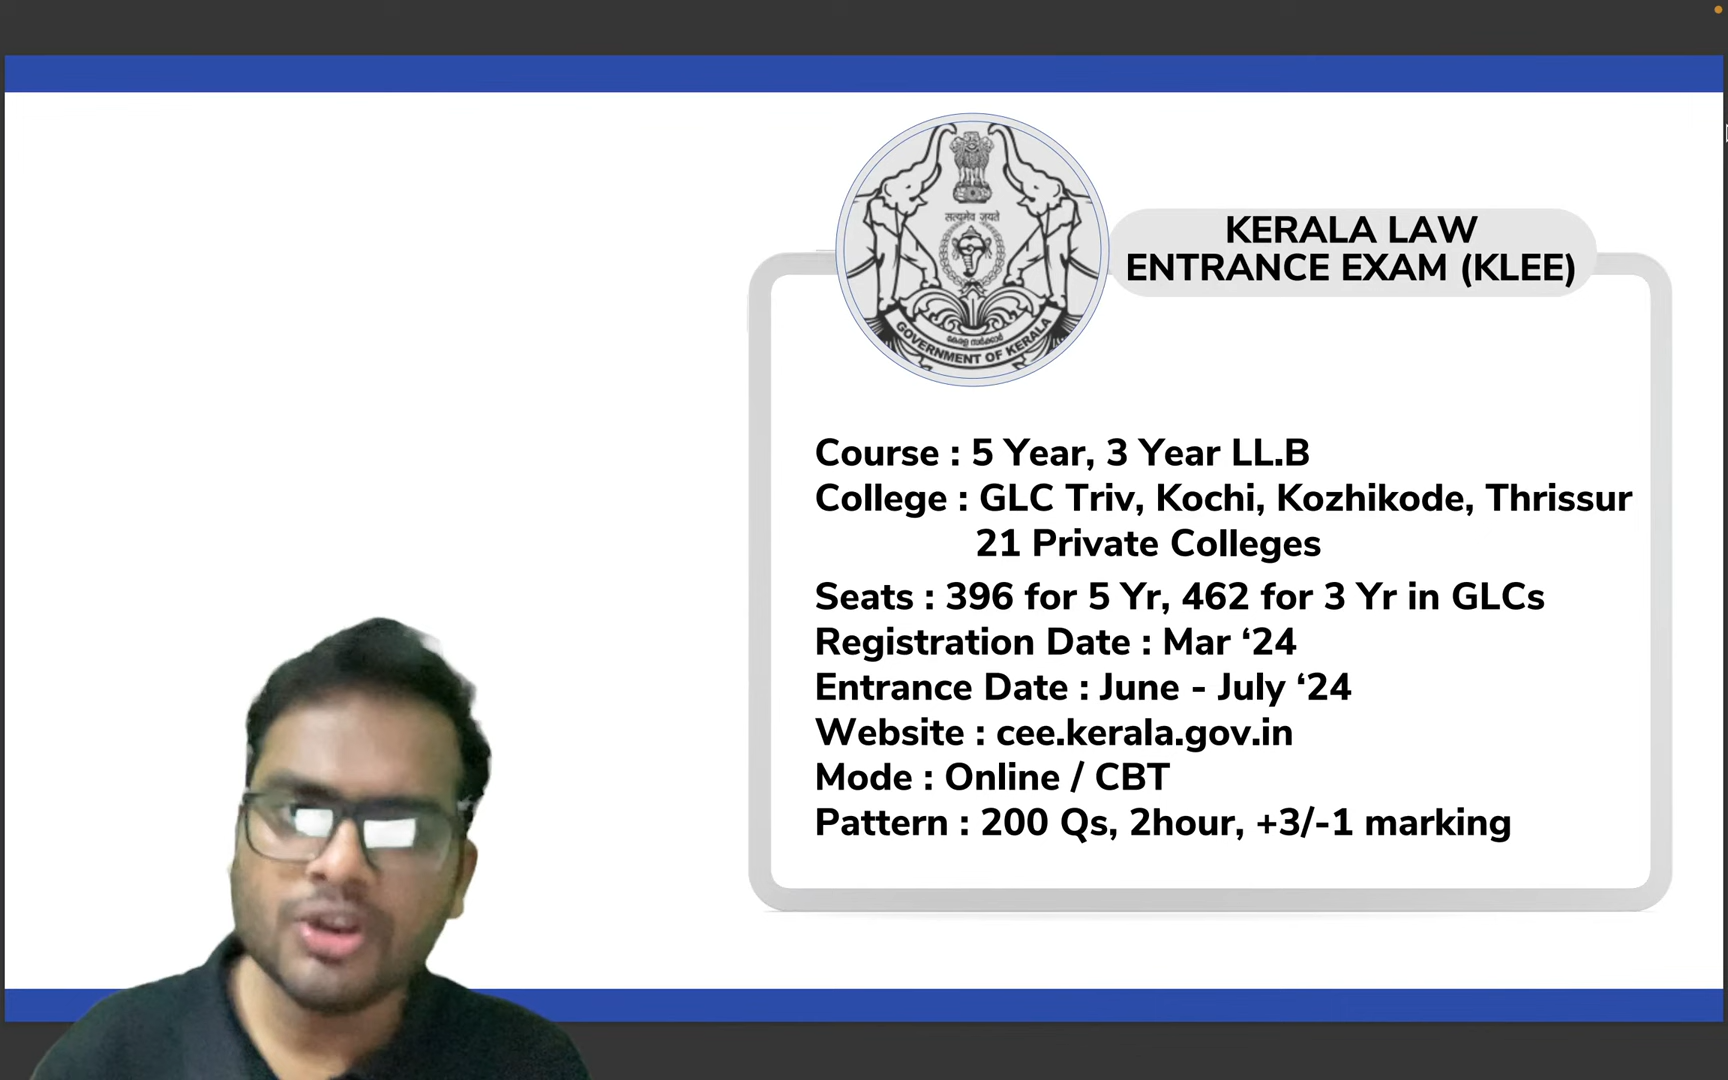 सत्यमेव जयते
കേരള സർക്കാർ
GOVERNMENT OF KERALA
KERALA LAW
ENTRANCE EXAM (KLEE)
Course : 5 Year, 3 Year LL.B
College : GLC Triv, Kochi, Kozhikode, Thrissur
21 Private Colleges
Seats : 396 for 5 Yr, 462 for 3 Yr in GLCs
Registration Date : Mar ‘24
Entrance Date : June - July ‘24
Website : cee.kerala.gov.in
Mode : Online / CBT
Pattern : 200 Qs, 2hour, +3/-1 marking